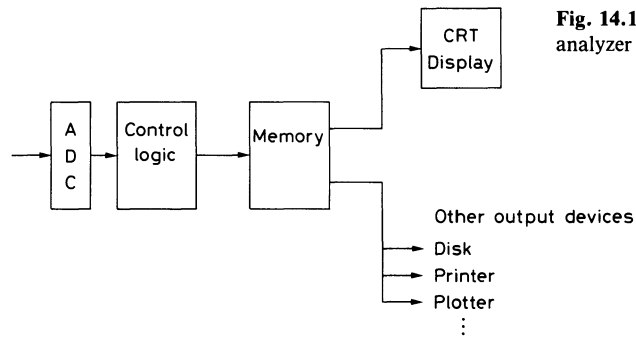 Fig. 14.1
analyzer
CRT
Display
A
D
C
Control
logic
Memory
Other output devices
Disk
Printer
Plotter
⋮